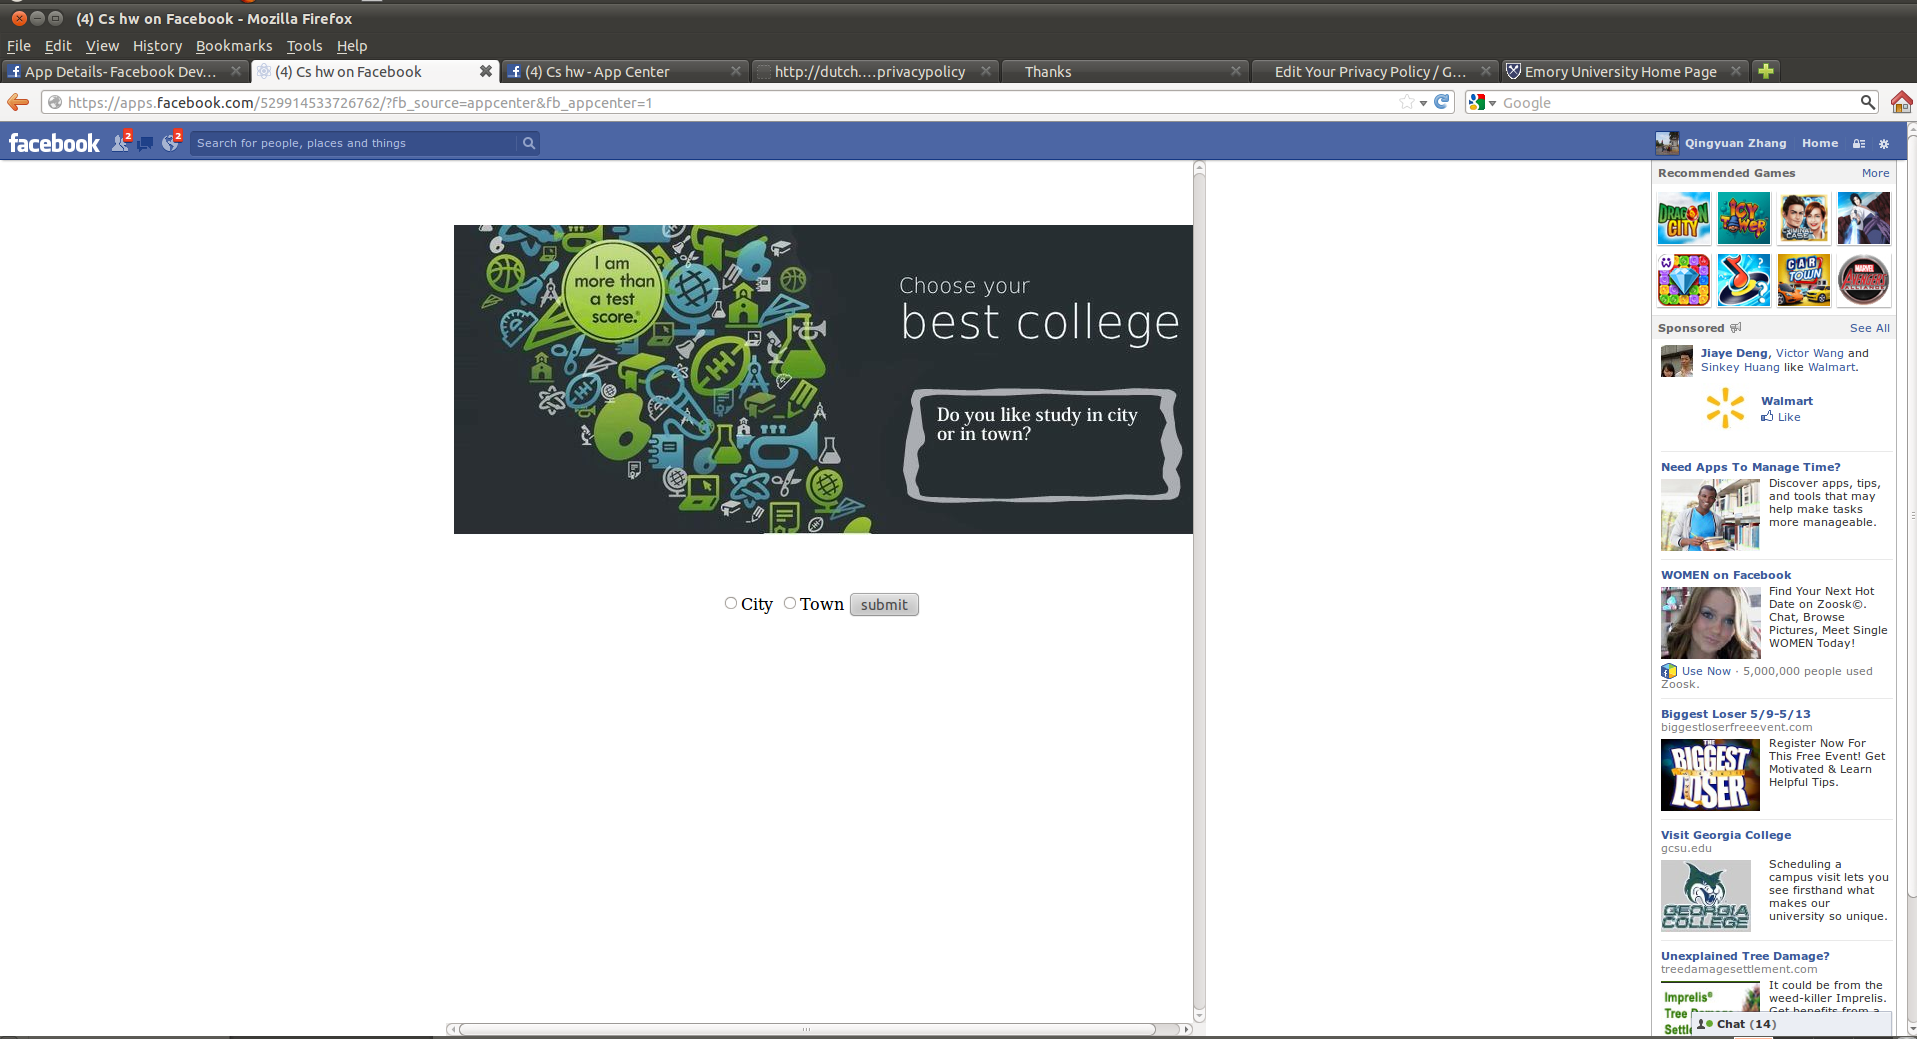 (4) Cs hw on Facebook - Mozilla Firefox
File Edit View History Bookmarks Tools Help
App Details- Facebook Dev...
(4) Cs hw on Facebook
(4) Cs hw - App Center
http://dutch....privacypolicy
Thanks
Edit Your Privacy Policy / G...
Emory University Home Page
https://apps.facebook.com/529914533726762/?fb_source=appcenter&fb_appcenter=1
Google
facebook
2
2
Search for people, places and things
Qingyuan Zhang
Home
I am
more than
a test
score.®
Choose your
best college
Do you like study in city
or in town?
City
Town
submit
Recommended Games
More
DRAGON
CITY
ICY
TOWER
CRIMINAL
CASE
CAR
TOWN
MARVEL
AVENGERS
ALLIANCE
Sponsored
See All
Jiaye Deng, Victor Wang and
Sinkey Huang like Walmart.
Walmart
Like
Need Apps To Manage Time?
Discover apps, tips,
and tools that may
help make tasks
more manageable.
WOMEN on Facebook
Find Your Next Hot
Date on Zoosk©.
Chat, Browse
Pictures, Meet Single
WOMEN Today!
Use Now · 5,000,000 people used
Zoosk.
Biggest Loser 5/9-5/13
biggestloserfreeevent.com
THE
BIGGEST
LOSER
Register Now For
This Free Event! Get
Motivated & Learn
Helpful Tips.
Visit Georgia College
gcsu.edu
GEORGIA
COLLEGE
Scheduling a
campus visit lets you
see firsthand what
makes our
university so unique.
Unexplained Tree Damage?
treedamagesettlement.com
Imprelis®
Tree
Settle
It could be from the
weed-killer Imprelis.
Get benefits from a
Chat (14)